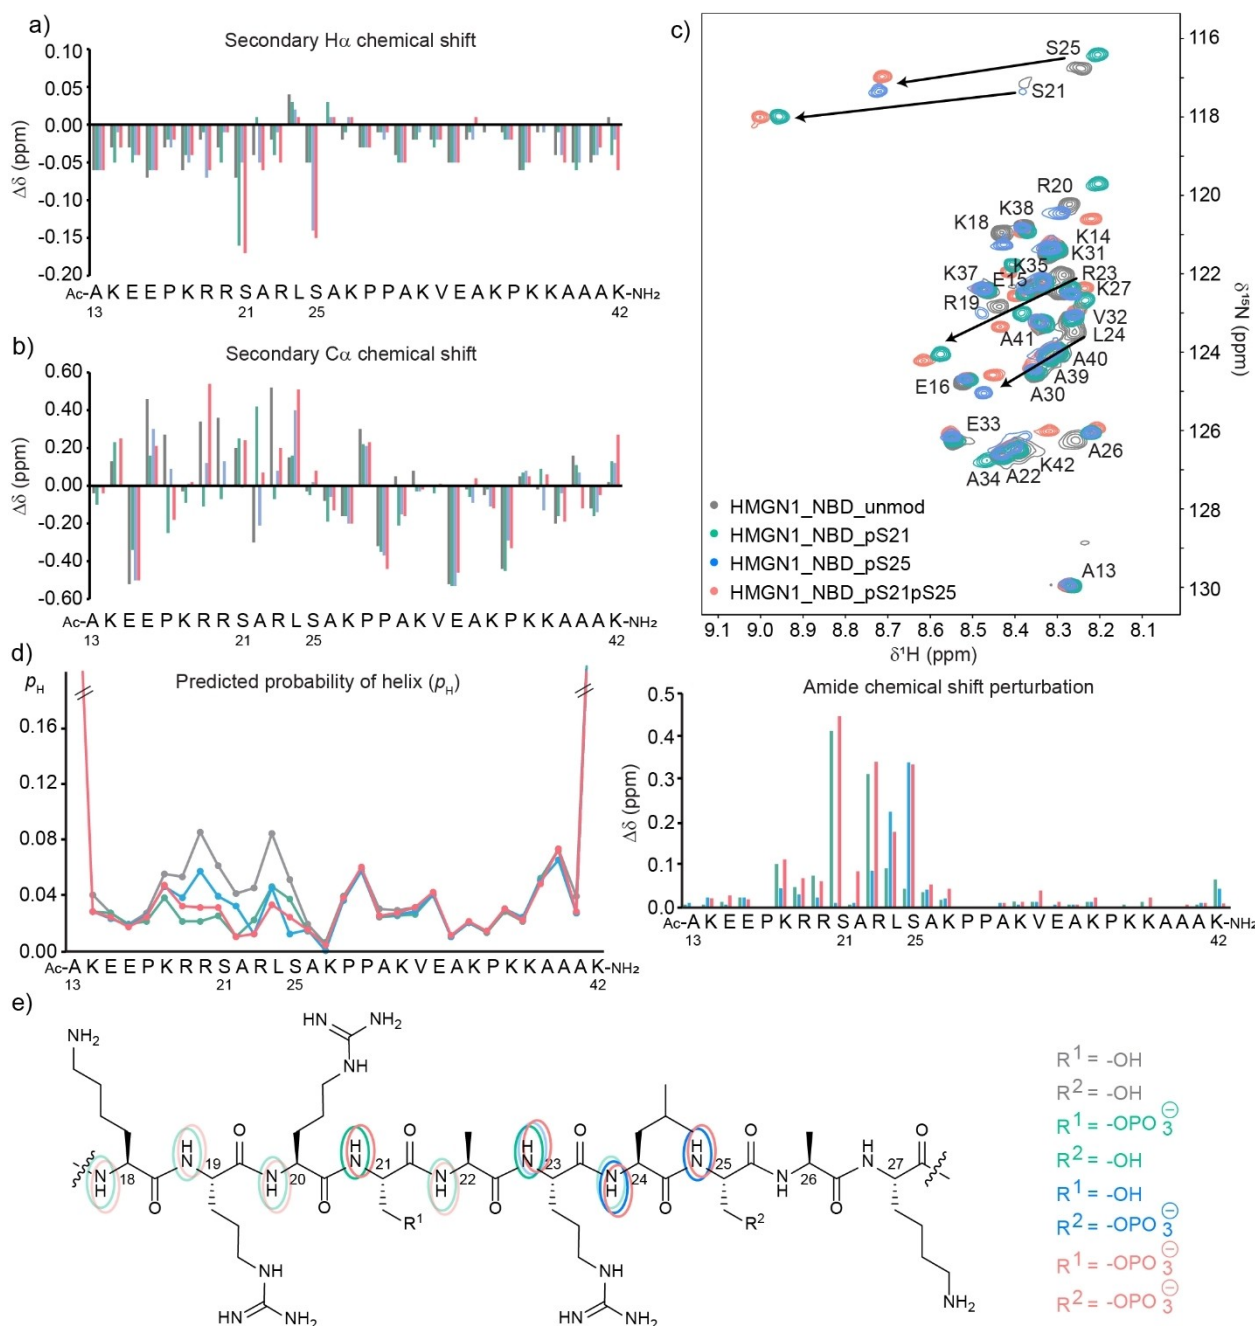 a)
Secondary Hα chemical shift
0.10
0.05
0.00
-0.05
-0.10
-0.15
-0.20
Δδ (ppm)
Ac-A K E E P K R R S A R L S A K P P A K V E A K P K K A A A K-NH₂
13 21 25 42
b)
Secondary Cα chemical shift
0.60
0.40
0.20
0.00
-0.20
-0.40
-0.60
Δδ (ppm)
Ac-A K E E P K R R S A R L S A K P P A K V E A K P K K A A A K-NH₂
13 21 25 42
c)
S25
S21
R20
K38
K18
K14
K31
K35
R23
K37
E15
K27
R19
V32
L24
A41
A40
A39
E16
A30
E33
A26
K42
A34
A22
A13
HMGN1_NBD_unmod
HMGN1_NBD_pS21
HMGN1_NBD_pS25
HMGN1_NBD_pS21pS25
116
118
120
122
124
126
128
130
δ¹⁵N (ppm)
9.1 9.0 8.9 8.8 8.7 8.6 8.5 8.4 8.3 8.2 8.1
δ¹H (ppm)
d)
pH
Predicted probability of helix (pH)
0.16
0.12
0.08
0.04
0.00
Ac-A K E E P K R R S A R L S A K P P A K V E A K P K K A A A K-NH₂
13 21 25 42
Amide chemical shift perturbation
0.5
0.4
0.3
0.2
0.1
0.0
Δδ (ppm)
Ac-A K E E P K R R S A R L S A K P P A K V E A K P K K A A A K-NH₂
13 21 25 42
e)
HN NH₂
NH
NH₂
O H N 19 O H N 21 O H N 23 O H N 25 O H N 27 O
N H 18 O N H 20 O N H 22 O N H 24 O 26 O
R¹ R²
NH NH
HN NH₂ HN NH₂ NH₂
R¹ = -OH
R² = -OH
R¹ = -OPO₃⊖
R² = -OH
R¹ = -OH
R² = -OPO₃⊖
R¹ = -OPO₃⊖
R² = -OPO₃⊖